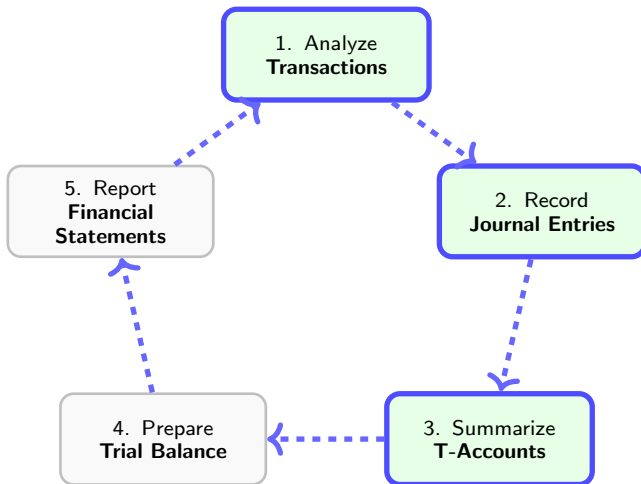 1. Analyze
Transactions
2. Record
Journal Entries
3. Summarize
T-Accounts
4. Prepare
Trial Balance
5. Report
Financial
Statements